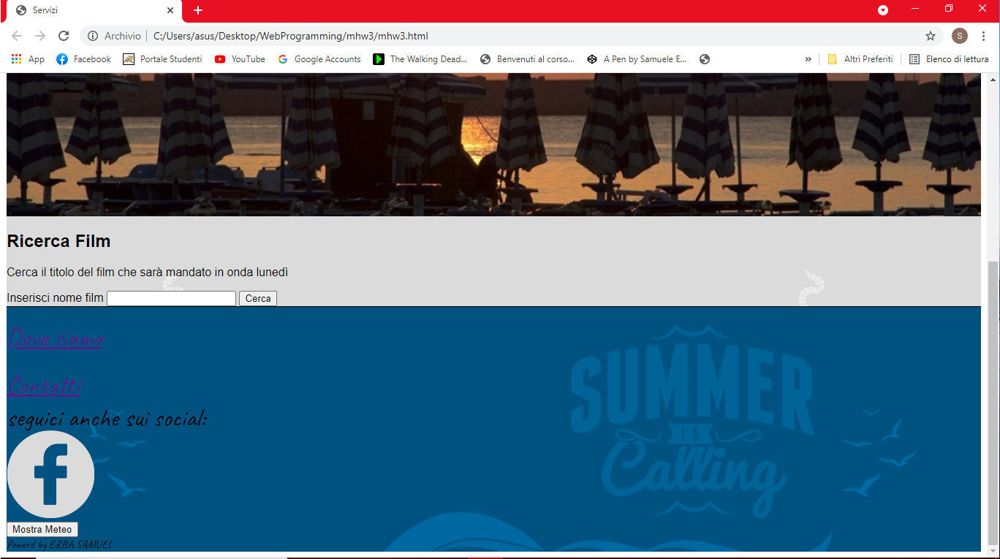 Servizi
Archivio C:/Users/asus/Desktop/WebProgramming/mhw3/mhw3.html S
App Facebook Portale Studenti YouTube Google Accounts The Walking Dead... Benvenuti al corso... A Pen by Samuele E... » Altri Preferiti Elenco di lettura
Ricerca Film
Cerca il titolo del film che sarà mandato in onda lunedì
Inserisci nome film Cerca
Dove siamo
SUMMER
IS
Calling
Contatti
seguici anche sui social:
f
Mostra Meteo
Powerd by ERBA SAMUEL